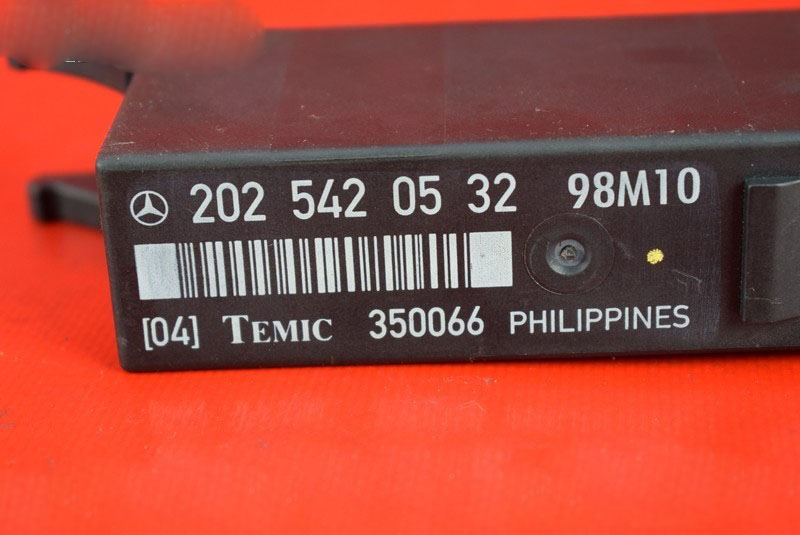 202 542 05 32 98M10
[04] TEMIC 350066 PHILIPPINES